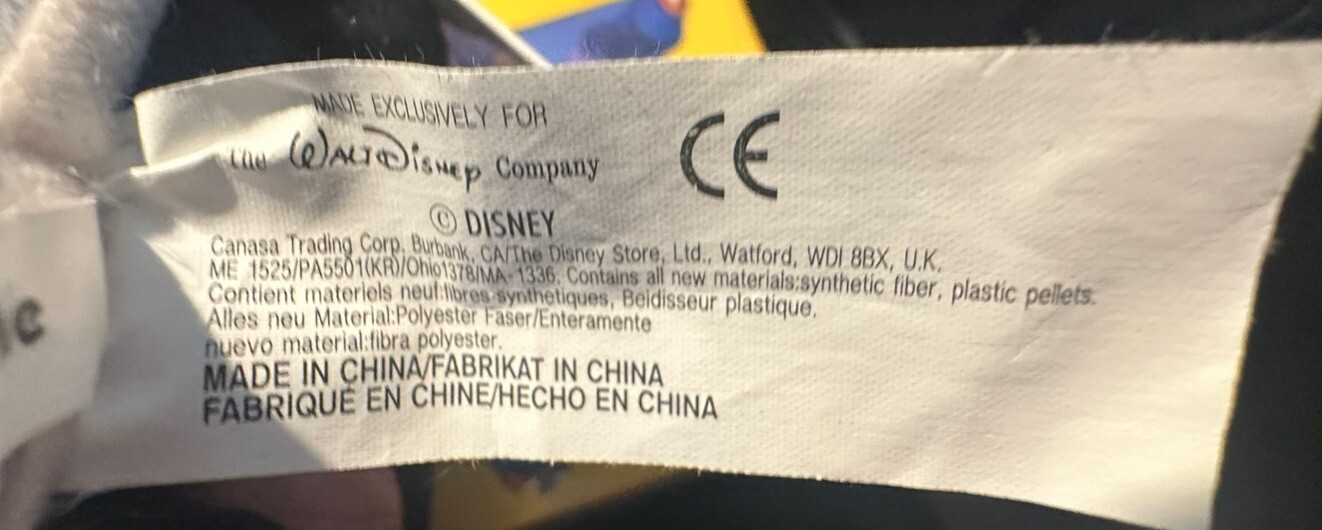 MADE EXCLUSIVELY FOR
the Walt Disney Company
CE
© DISNEY
Canasa Trading Corp. Burbank, CA/The Disney Store, Ltd., Watford, WDI 8BX, U.K.
ME 1525/PA5501(KR)/Ohio1378/MA-1336. Contains all new materials:synthetic fiber, plastic pellets.
Contient materiels neuf:fibres synthetiques, Beidisseur plastique.
Alles neu Material:Polyester Faser/Enteramente
nuevo material:fibra polyester.
MADE IN CHINA/FABRIKAT IN CHINA
FABRIQUÉ EN CHINE/HECHO EN CHINA